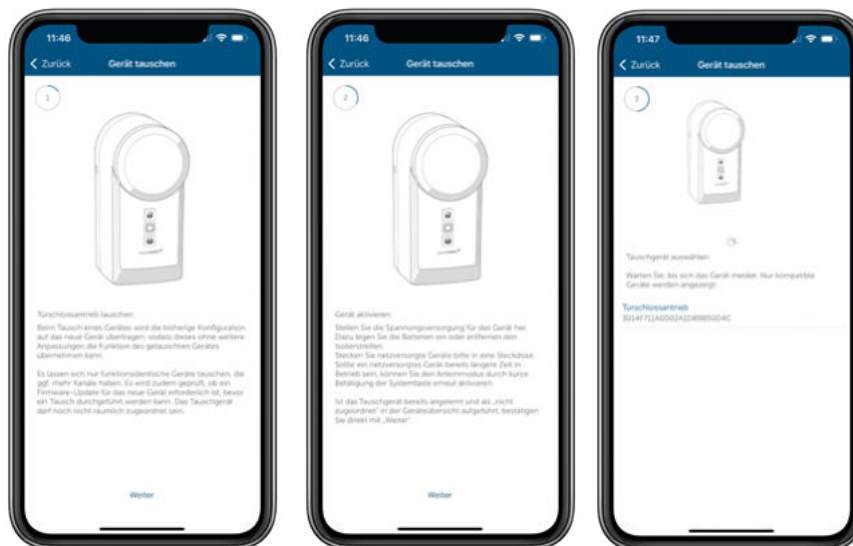 11:46
Zurück
Gerät tauschen
1
Türschlossantrieb tauschen
Beim Tausch eines Gerätes wird die bisherige Konfiguration
auf das neue Gerät übertragen, sodass dieses ohne weitere
Anpassungen die Funktion des getauschten Gerätes
übernehmen kann.
Es lassen sich nur funktionsidentische Geräte tauschen, die
ggf. mehr Kanäle haben. Es wird zudem geprüft, ob ein
Firmware-Update für das neue Gerät erforderlich ist, bevor
ein Tausch durchgeführt werden kann. Das Tauschgerät
darf noch nicht räumlich zugeordnet sein.
Weiter
11:46
Zurück
Gerät tauschen
2
Gerät aktivieren
Stellen Sie die Spannungsversorgung für das Gerät her.
Dazu legen Sie die Batterien ein oder entfernen den
Isolierstreifen.
Stecken Sie netzversorgte Geräte bitte in eine Steckdose.
Sollte ein netzversorgtes Gerät bereits längere Zeit in
Betrieb sein, können Sie den Anlernmodus durch kurze
Betätigung der Systemtaste erneut aktivieren.
Ist das Tauschgerät bereits angelernt und als „nicht
zugeordnet" in der Geräteübersicht aufgeführt, bestätigen
Sie direkt mit „Weiter".
Weiter
11:47
Zurück
Gerät tauschen
3
Tauschgerät auswählen
Warten Sie, bis sich das Gerät meldet. Nur kompatible
Geräte werden angezeigt.
Türschlossantrieb